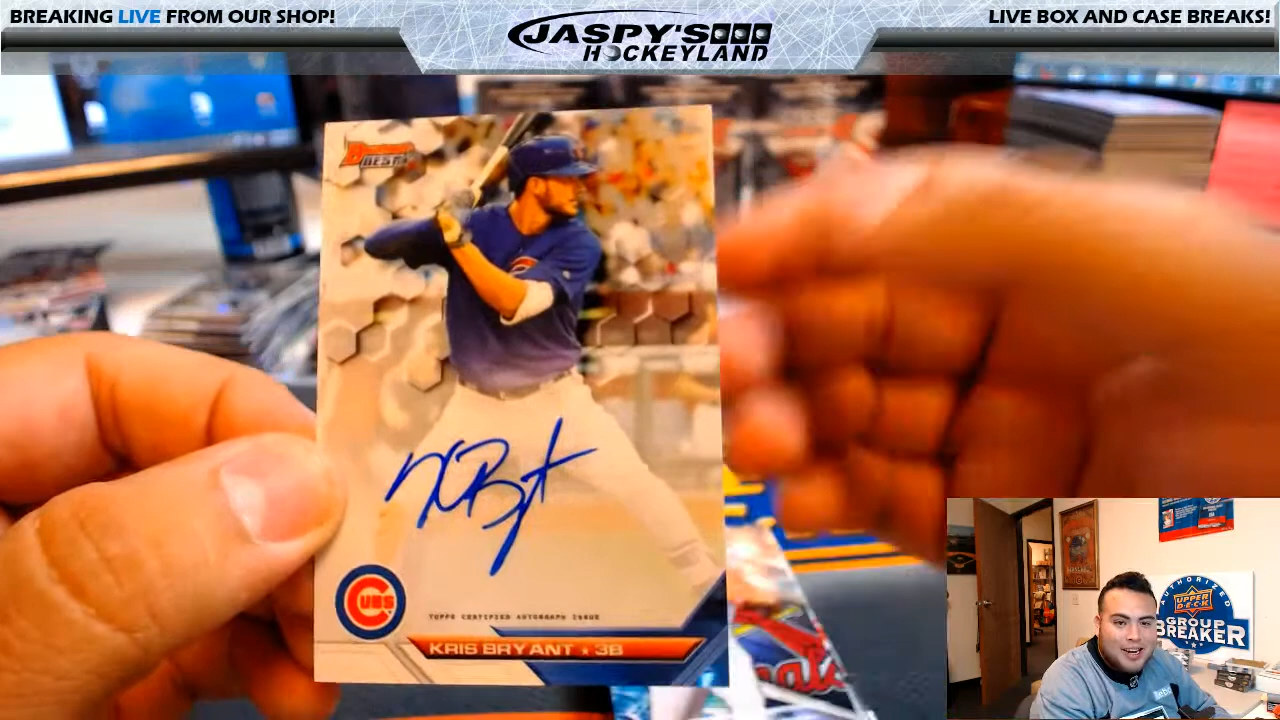 BREAKING LIVE FROM OUR SHOP!
JASPY'S
HOCKEYLAND
LIVE BOX AND CASE BREAKS!
BEST
CUBS
TOPPS CERTIFIED AUTOGRAPH ISSUE
KRIS BRYANT ★ 3B
AUTHORIZED
UPPER DECK
GROUP
BREAKER